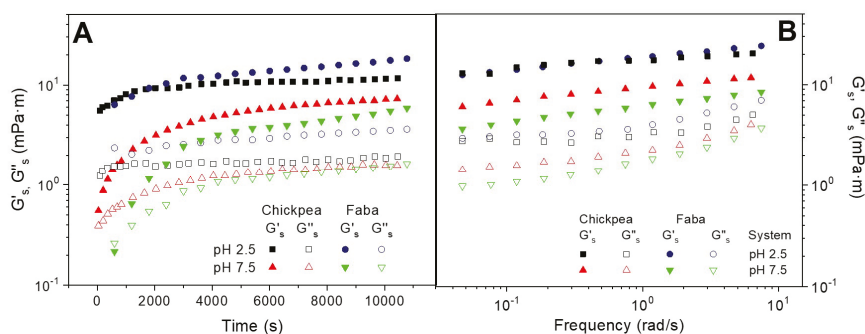 A
B
G'ₛ, G''ₛ (mPa·m)
10¹
10⁰
10⁻¹
0 2000 4000 6000 8000 10000
Time (s)
Chickpea Faba
G'ₛ G''ₛ G'ₛ G''ₛ
pH 2.5
pH 7.5
Chickpea Faba
G'ₛ G''ₛ G'ₛ G''ₛ System
pH 2.5
pH 7.5
10⁻¹ 10⁰ 10¹
Frequency (rad/s)
10¹
10⁰
10⁻¹
G'ₛ, G''ₛ (mPa·m)